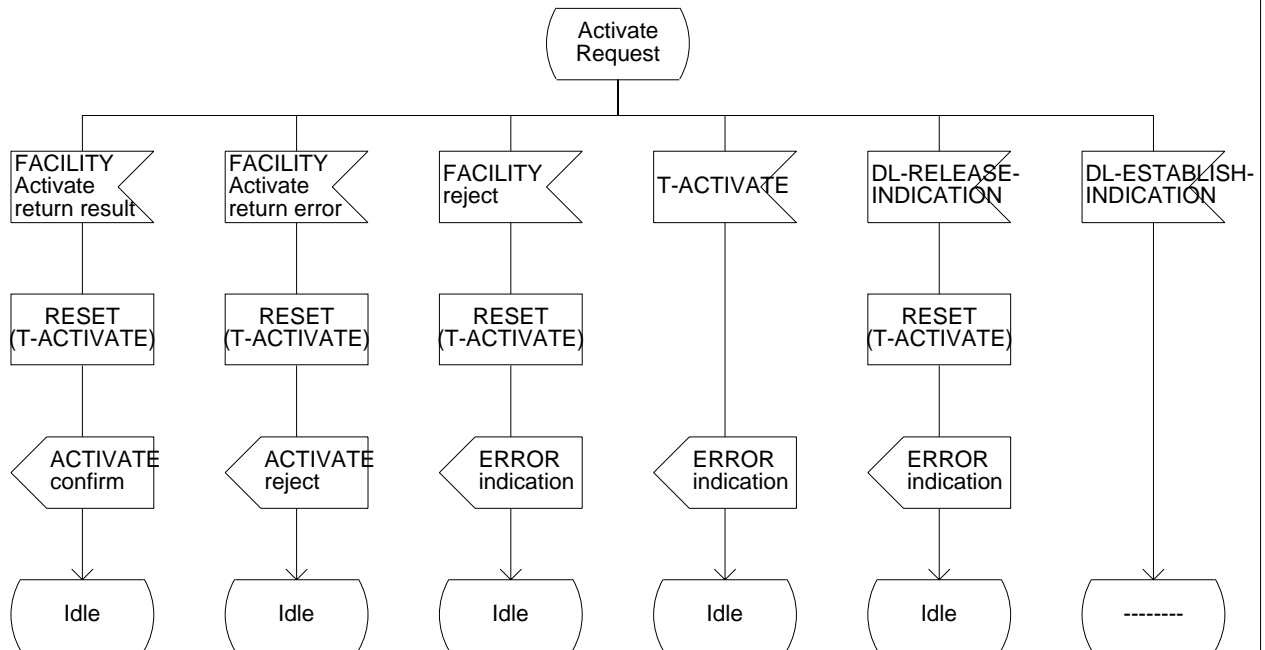 Activate
Request
FACILITY
Activate
return result
FACILITY
Activate
return error
FACILITY
reject
T-ACTIVATE
DL-RELEASE-
INDICATION
DL-ESTABLISH-
INDICATION
RESET
(T-ACTIVATE)
RESET
(T-ACTIVATE)
RESET
(T-ACTIVATE)
RESET
(T-ACTIVATE)
ACTIVATE
confirm
ACTIVATE
reject
ERROR
indication
ERROR
indication
ERROR
indication
Idle
Idle
Idle
Idle
Idle
--------